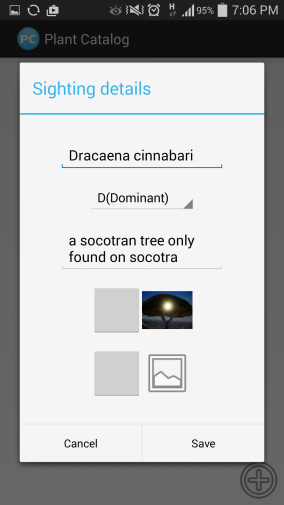 H
95%
7:06 PM
PC
Plant Catalog
Sighting details
Dracaena cinnabari
D(Dominant)
a socotran tree only
found on socotra
Cancel
Save